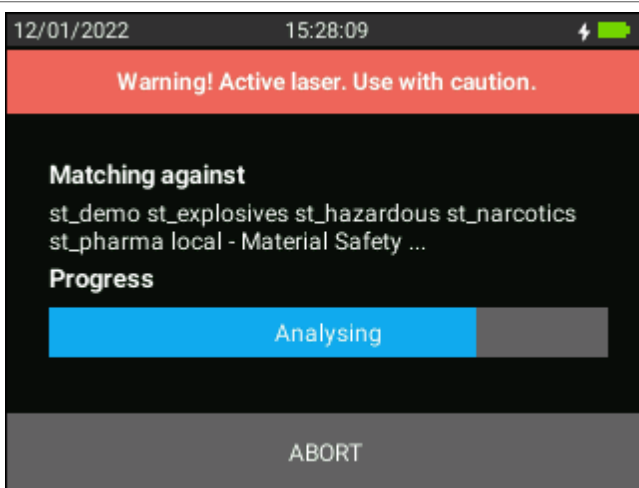 12/01/2022 15:28:09
Warning! Active laser. Use with caution.
Matching against
st_demo st_explosives st_hazardous st_narcotics
st_pharma local - Material Safety ...
Progress
Analysing
ABORT